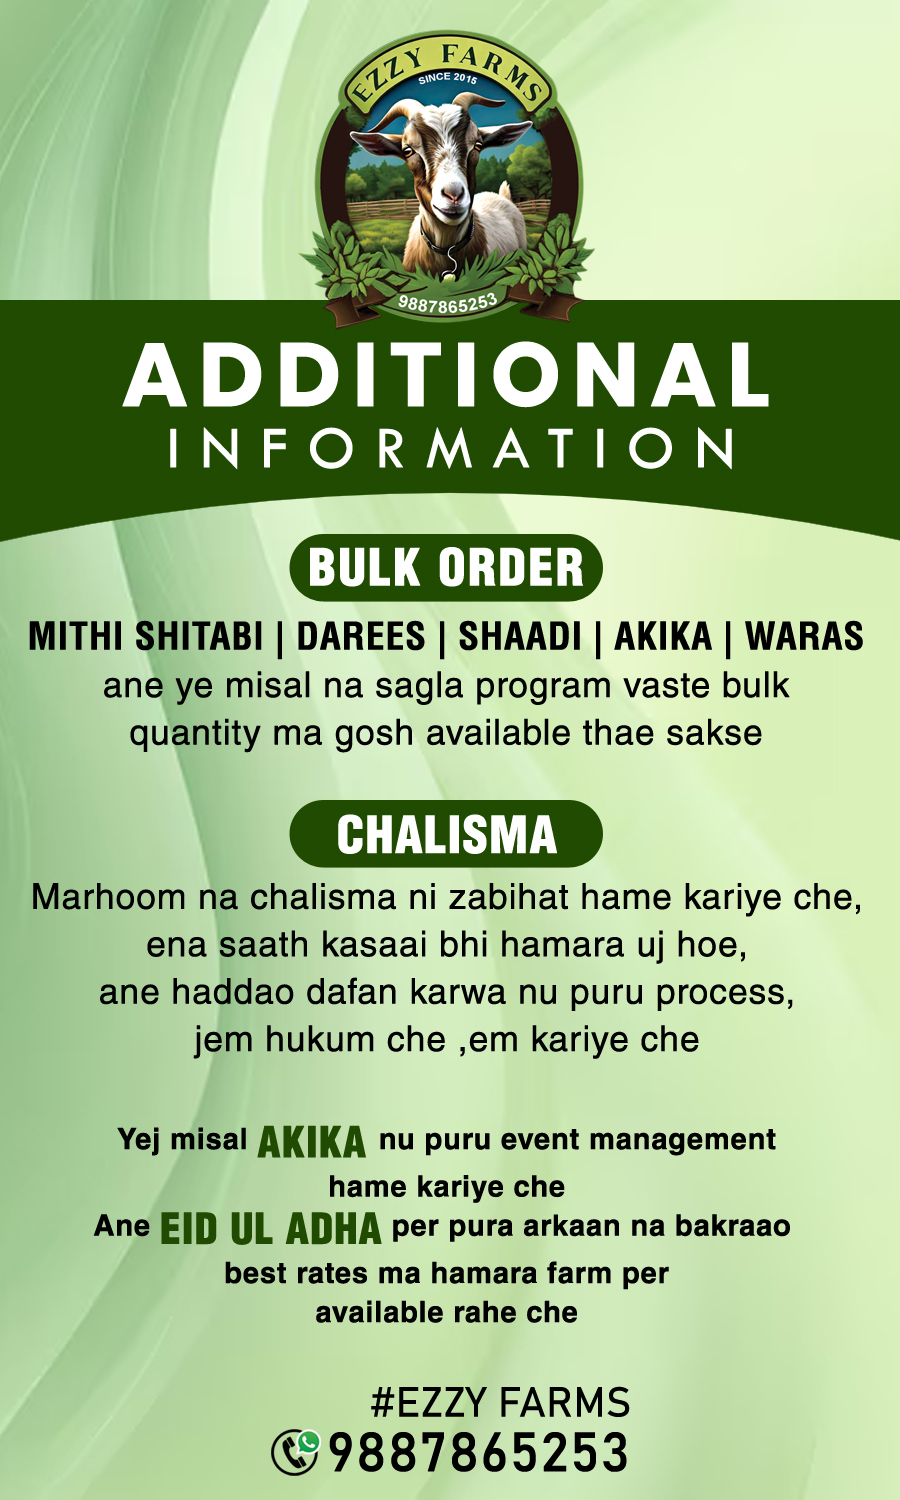 EZZY FARMS
SINCE 2015
9887865253
ADDITIONAL
INFORMATION
BULK ORDER
MITHI SHITABI | DAREES | SHAADI | AKIKA | WARAS
ane ye misal na sagla program vaste bulk
quantity ma gosh available thae sakse
CHALISMA
Marhoom na chalisma ni zabihat hame kariye che,
ena saath kasaai bhi hamara uj hoe,
ane haddao dafan karwa nu puru process,
jem hukum che ,em kariye che
Yej misal AKIKA nu puru event management
hame kariye che
Ane EID UL ADHA per pura arkaan na bakraao
best rates ma hamara farm per
available rahe che
#EZZY FARMS
9887865253